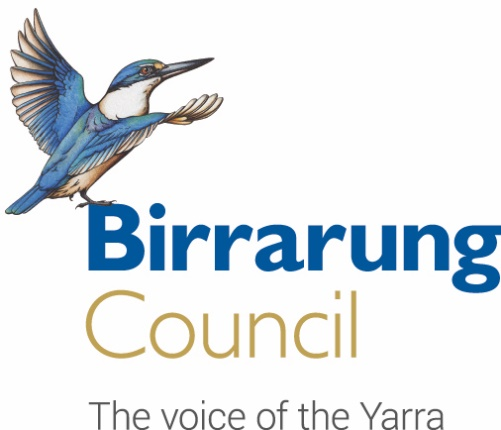 Birrarung
Council
The voice of the Yarra